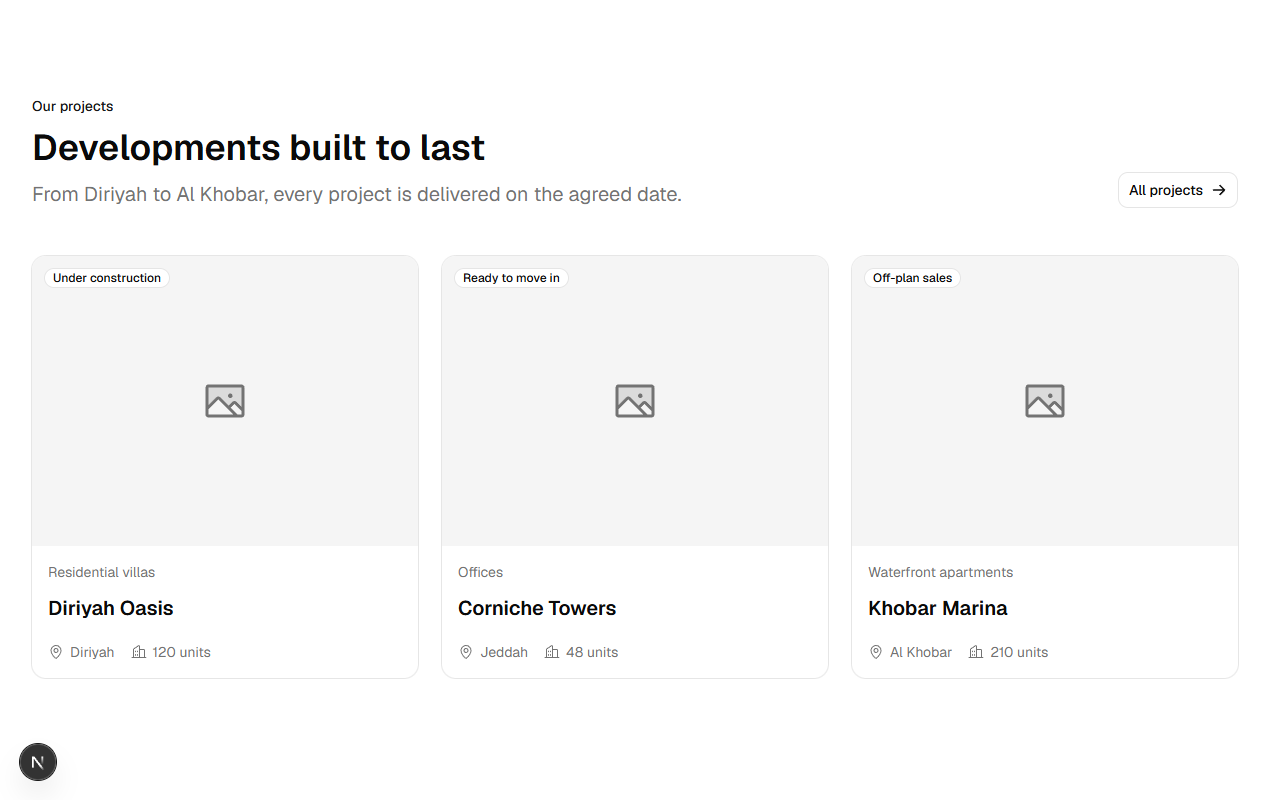 Our projects
Developments built to last
From Diriyah to Al Khobar, every project is delivered on the agreed date.
All projects
Under construction
Ready to move in
Off-plan sales
Residential villas
Diriyah Oasis
Diriyah 120 units
Offices
Corniche Towers
Jeddah 48 units
Waterfront apartments
Khobar Marina
Al Khobar 210 units
N